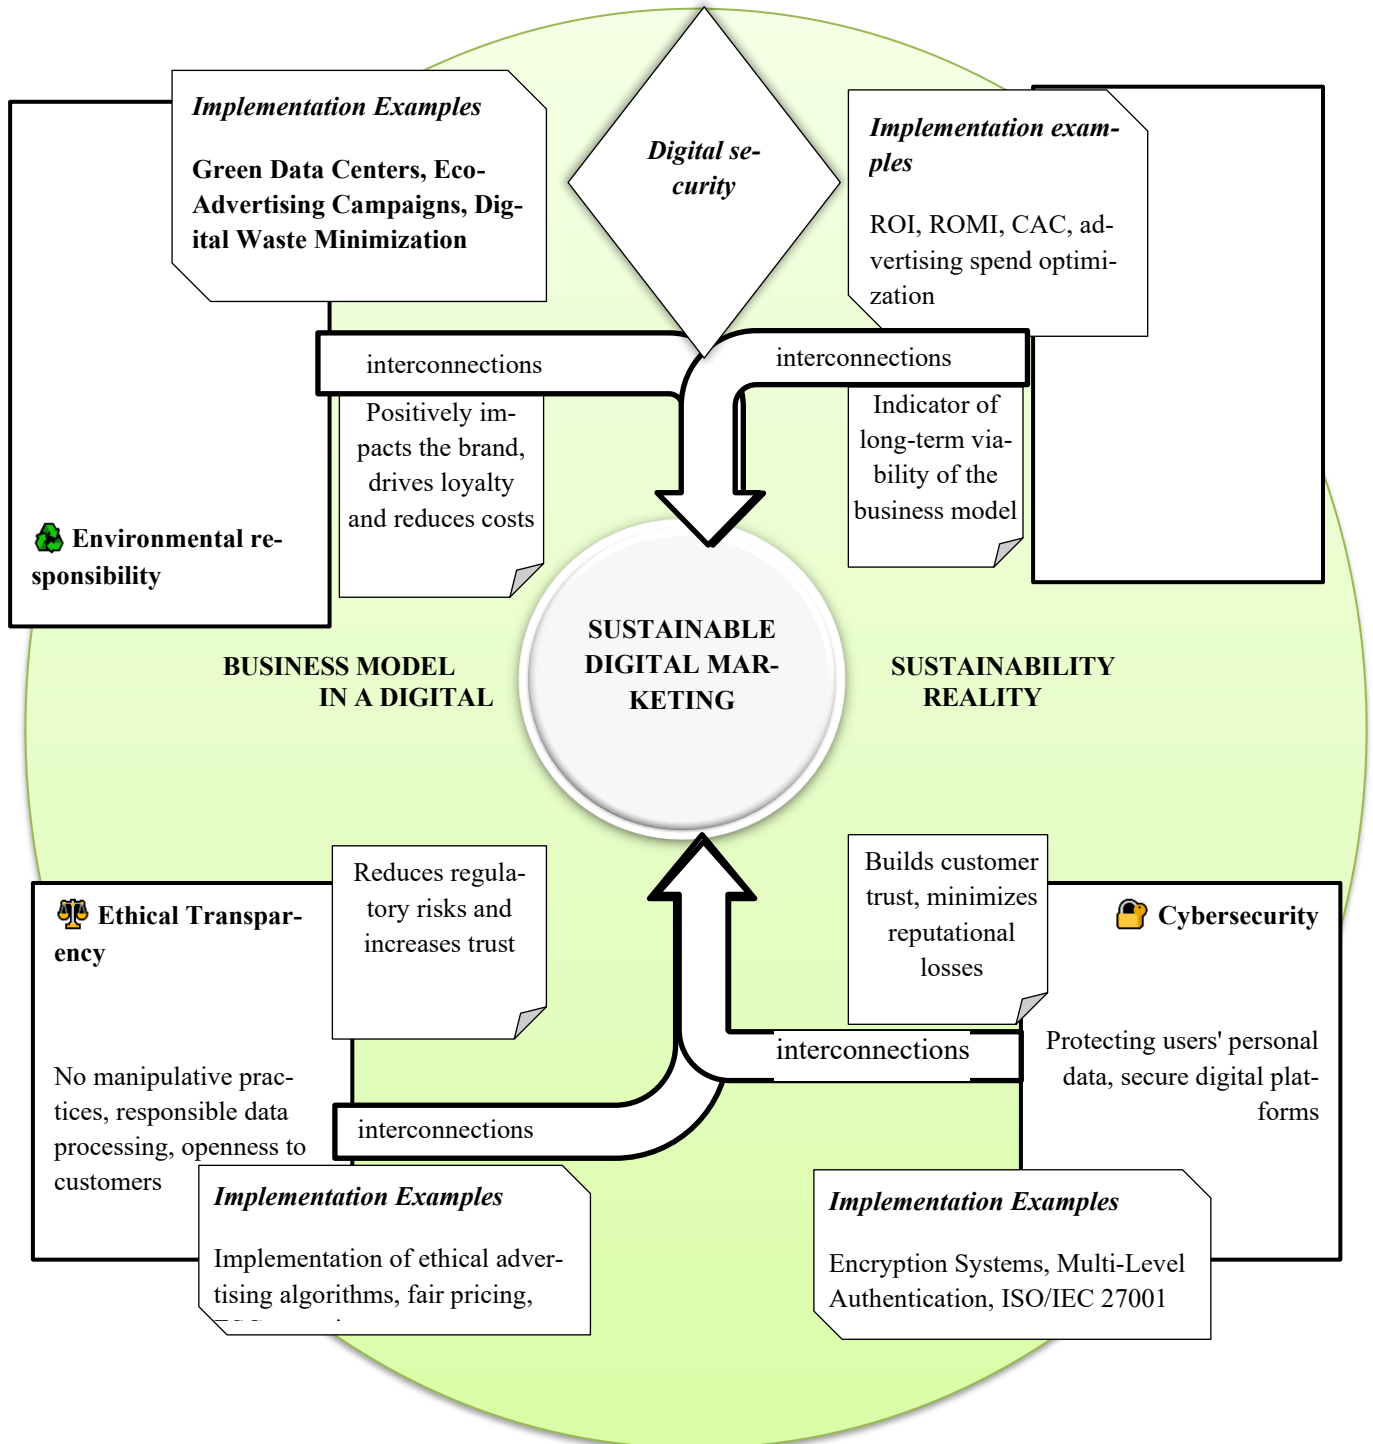 Implementation Examples
Green Data Centers, Eco-
Advertising Campaigns, Dig-
ital Waste Minimization
Digital se-
curity
Implementation exam-
ples
ROI, ROMI, CAC, ad-
vertising spend optimi-
zation
interconnections
interconnections
Positively im-
pacts the brand,
drives loyalty
and reduces costs
Indicator of
long-term via-
bility of the
business model
Environmental re-
sponsibility
SUSTAINABLE
DIGITAL MAR-
KETING
BUSINESS MODEL
IN A DIGITAL
SUSTAINABILITY
REALITY
Ethical Transpar-
ency
No manipulative prac-
tices, responsible data
processing, openness to
customers
Reduces regula-
tory risks and
increases trust
Builds customer
trust, minimizes
reputational
losses
Cybersecurity
Protecting users' personal
data, secure digital plat-
forms
interconnections
interconnections
Implementation Examples
Implementation of ethical adver-
tising algorithms, fair pricing,
Implementation Examples
Encryption Systems, Multi-Level
Authentication, ISO/IEC 27001